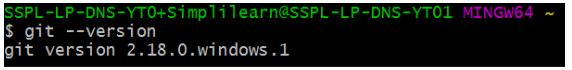 SSPL-LP-DNS-YT0+Simplilearn@SSPL-LP-DNS-YT01 MINGW64 ~
$ git --version
git version 2.18.0.windows.1